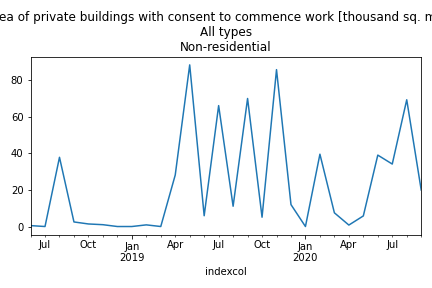 ea of private buildings with consent to commence work [thousand sq. m
All types
Non-residential
80
60
40
20
0
Jul Oct Jan Apr Jul Oct Jan Apr Jul
2019 2020
indexcol